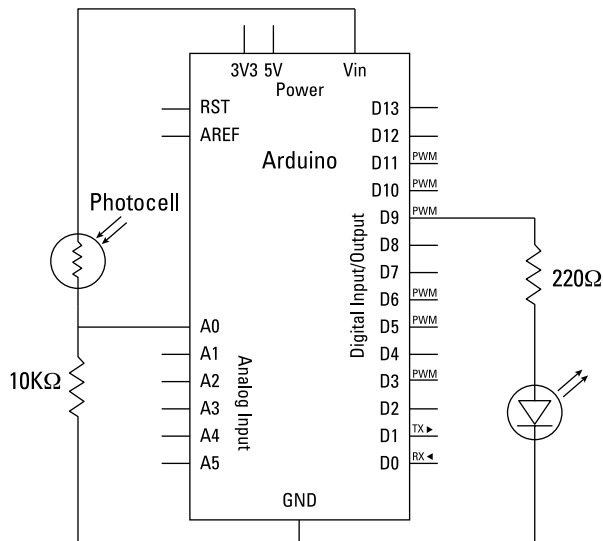 3V3 5V Vin
Power
RST
AREF
Arduino
D13
D12
D11 PWM
D10 PWM
D9 PWM
D8
D7
D6 PWM
D5 PWM
D4
D3 PWM
D2
D1 TX ►
D0 RX ◄
Digital Input/Output
Photocell
A0
A1
A2
A3
A4
A5
Analog Input
10KΩ
220Ω
GND